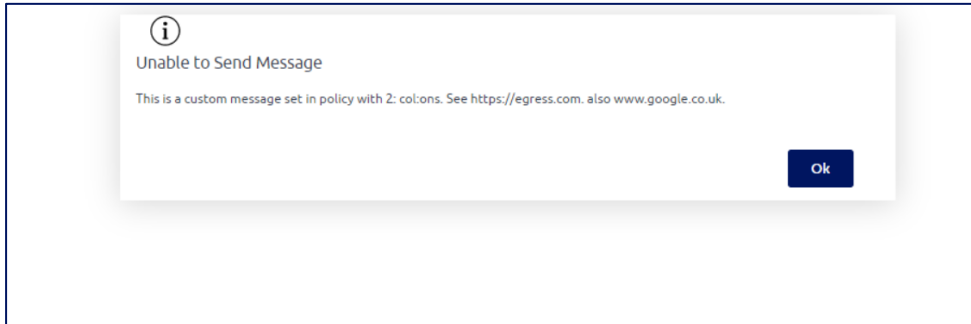 Unable to Send Message
This is a custom message set in policy with 2: col:ons. See https://egress.com. also www.google.co.uk.
Ok